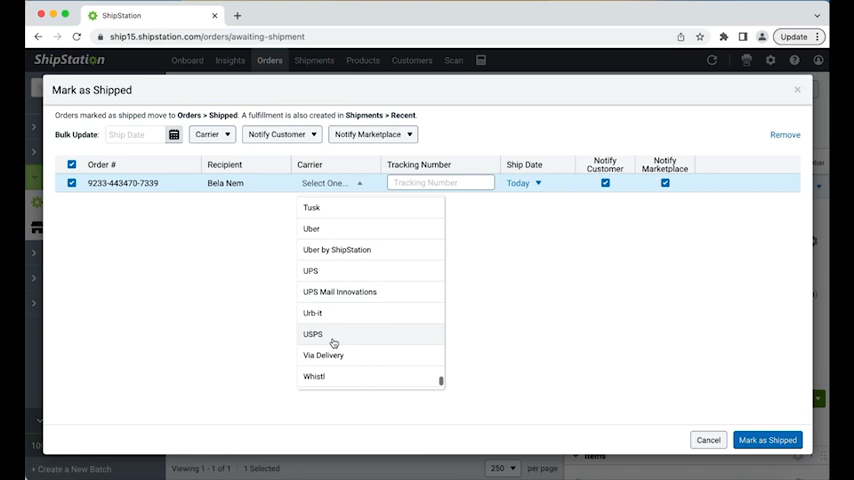 ShipStation
ship15.shipstation.com/orders/awaiting-shipment
Update
ShipStation
Onboard Insights Orders Shipments Products Customers Scan
Mark as Shipped
Orders marked as shipped move to Orders > Shipped. A fulfillment is also created in Shipments > Recent.
Bulk Update: Ship Date Carrier Notify Customer Notify Marketplace Remove
Order # Recipient Carrier Tracking Number Ship Date Notify Customer Notify Marketplace
9233-443470-7339 Bela Nem Select One... Tracking Number Today
Tusk
Uber
Uber by ShipStation
UPS
UPS Mail Innovations
Urb-it
USPS
Via Delivery
Whistl
Cancel Mark as Shipped
+ Create a New Batch Viewing 1 - 1 of 1 1 Selected 250 per page Items